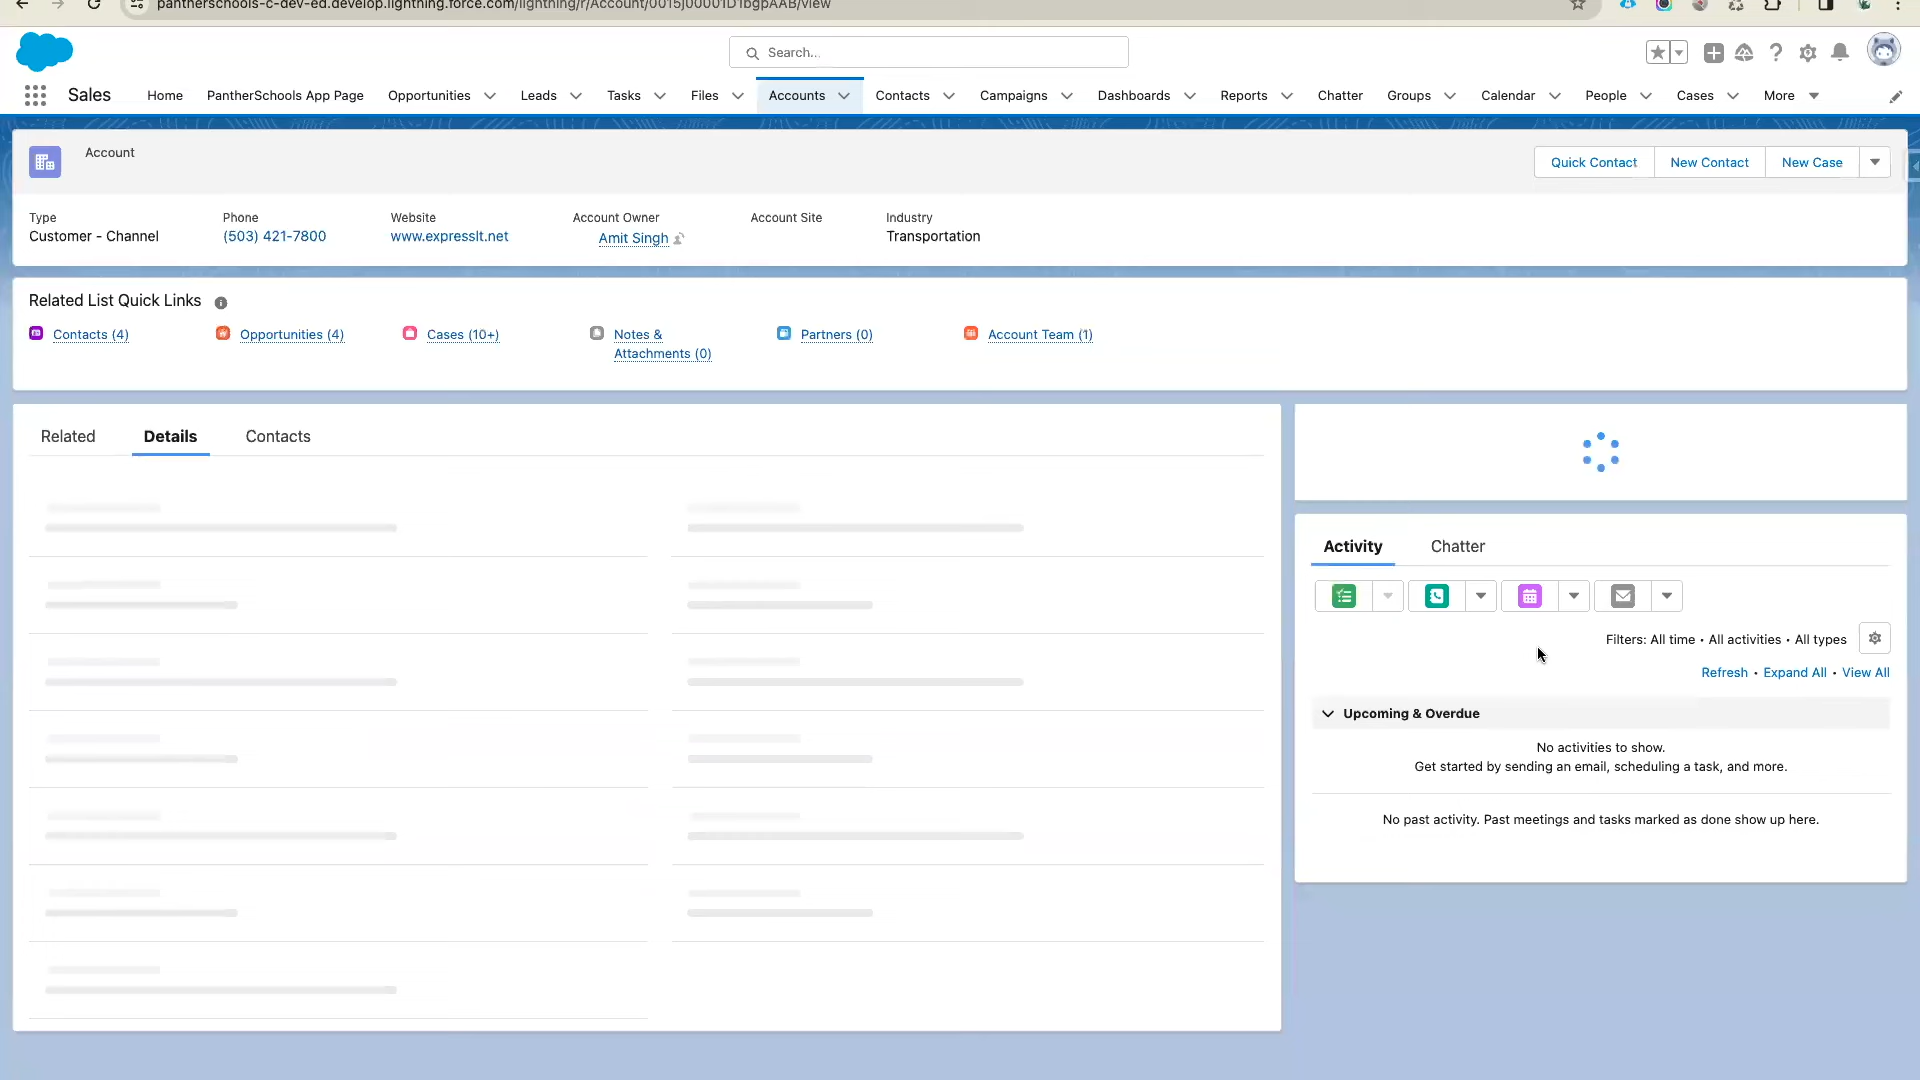 pantherschools-c-dev-ed.develop.lightning.force.com/lightning/r/Account/0015j00001D1bgpAAB/view
Search...
Sales
Home
PantherSchools App Page
Opportunities
Leads
Tasks
Files
Accounts
Contacts
Campaigns
Dashboards
Reports
Chatter
Groups
Calendar
People
Cases
More
Account
Quick Contact
New Contact
New Case
Type
Phone
Website
Account Owner
Account Site
Industry
Customer - Channel
(503) 421-7800
www.expressit.net
Amit Singh
Transportation
Related List Quick Links
Contacts (4)
Opportunities (4)
Cases (10+)
Notes &
Attachments (0)
Partners (0)
Account Team (1)
Related
Details
Contacts
Activity
Chatter
Filters: All time • All activities • All types
Refresh • Expand All • View All
Upcoming & Overdue
No activities to show.
Get started by sending an email, scheduling a task, and more.
No past activity. Past meetings and tasks marked as done show up here.